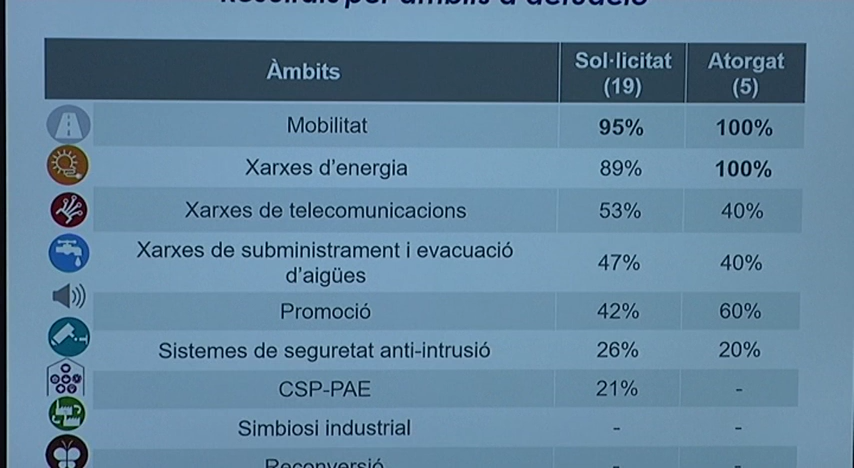 Àmbits
Sol·licitat
(19)
Atorgat
(5)
Mobilitat 95% 100%
Xarxes d'energia 89% 100%
Xarxes de telecomunicacions 53% 40%
Xarxes de subministrament i evacuació
d'aigües 47% 40%
Promoció 42% 60%
Sistemes de seguretat anti-intrusió 26% 20%
CSP-PAE 21% -
Simbiosi industrial - -
Reconversió